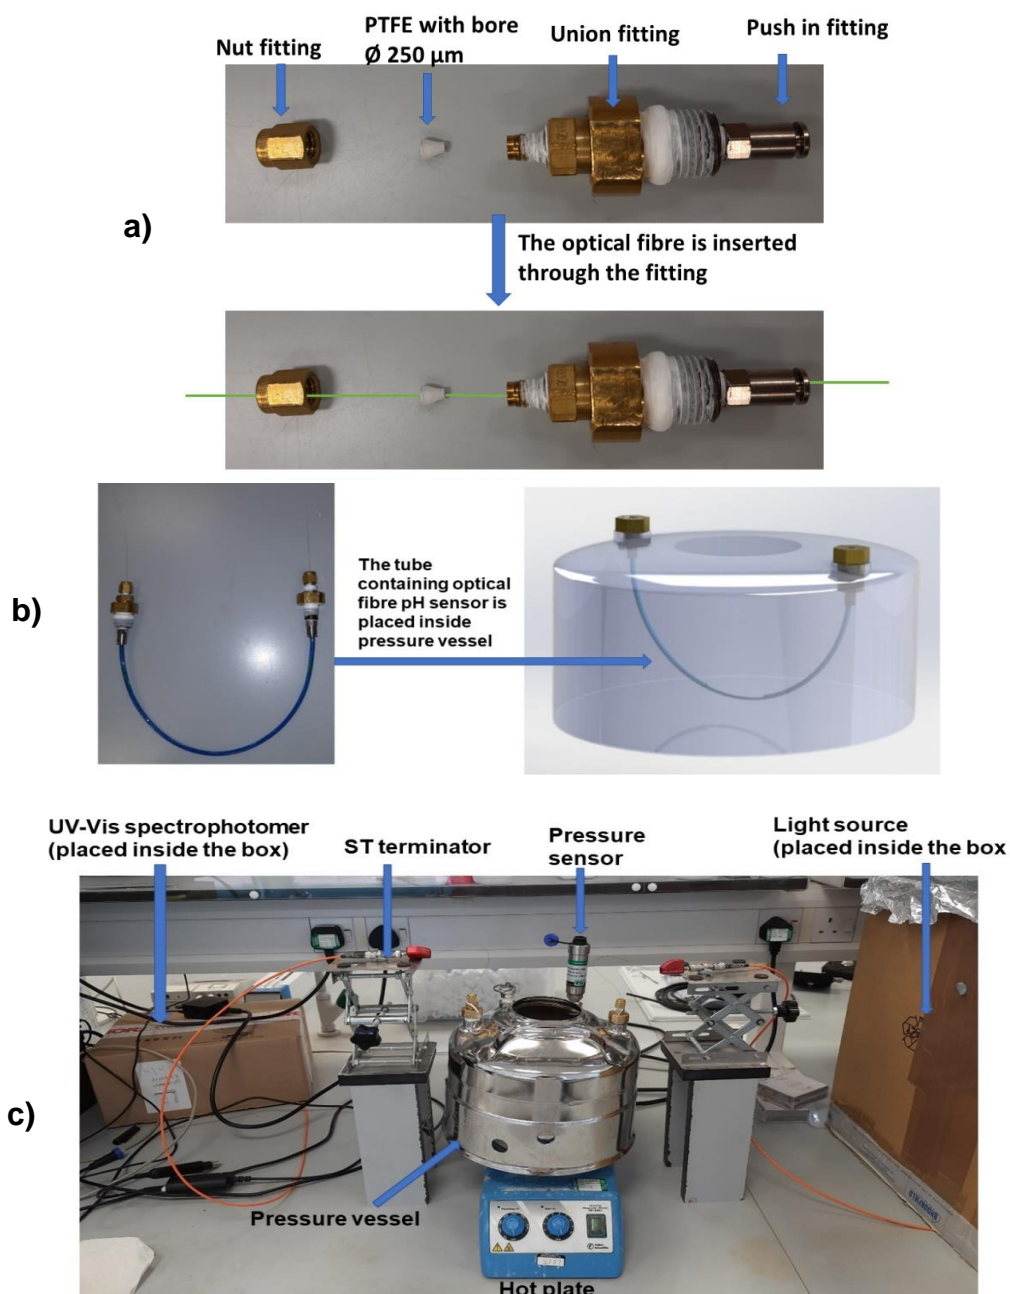 Nut fitting
PTFE with bore
Ø 250 µm
Union fitting
Push in fitting
a)
The optical fibre is inserted
through the fitting
b)
The tube
containing optical
fibre pH sensor is
placed inside
pressure vessel
UV-Vis spectrophotomer
(placed inside the box)
ST terminator
Pressure
sensor
Light source
(placed inside the box
c)
Pressure vessel
Hot plate